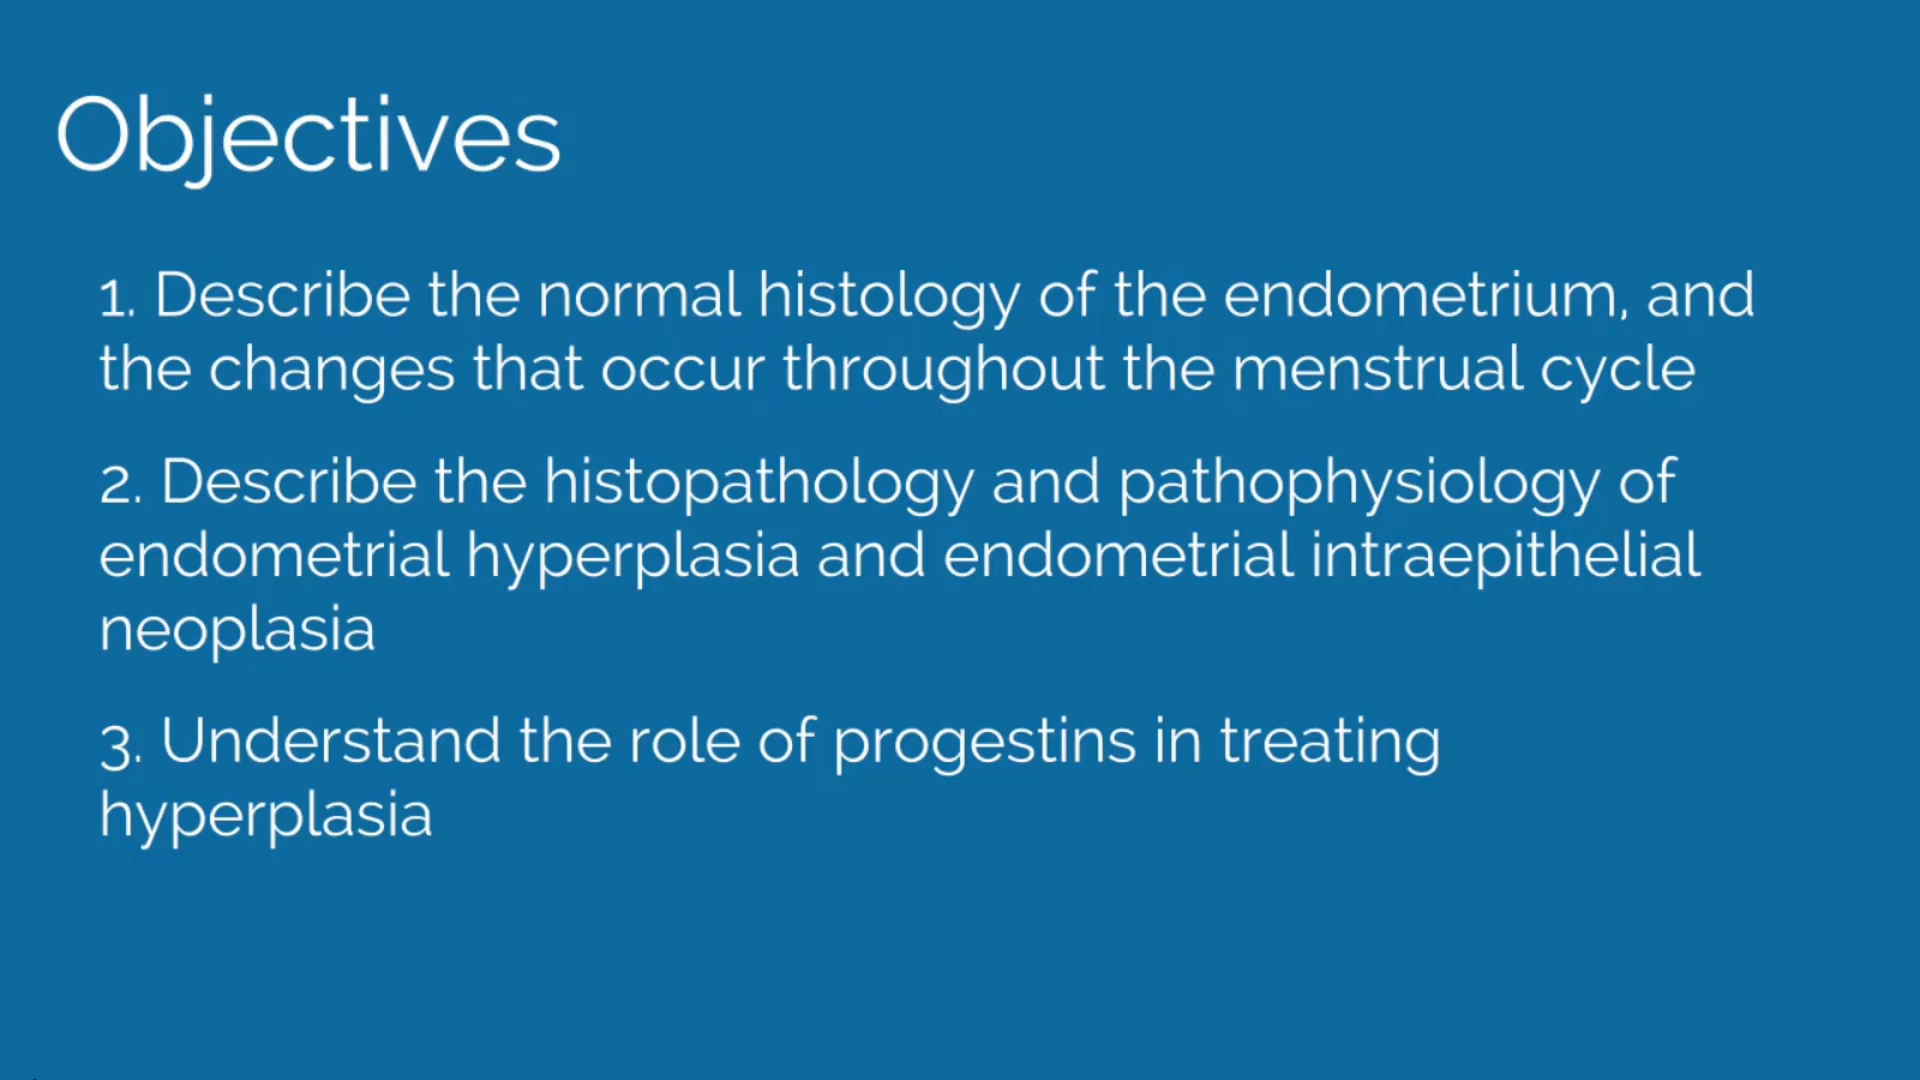 Objectives
1. Describe the normal histology of the endometrium, and
the changes that occur throughout the menstrual cycle
2. Describe the histopathology and pathophysiology of
endometrial hyperplasia and endometrial intraepithelial
neoplasia
3. Understand the role of progestins in treating
hyperplasia